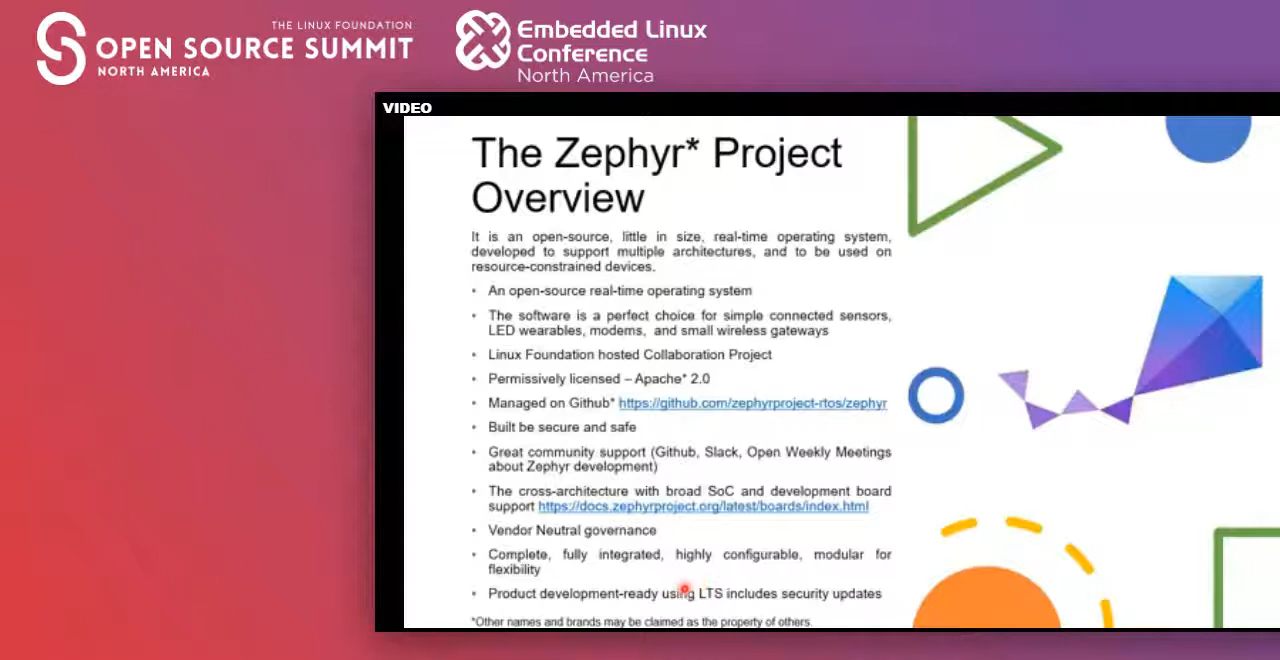 THE LINUX FOUNDATION
OPEN SOURCE SUMMIT
NORTH AMERICA
Embedded Linux
Conference
North America
VIDEO
The Zephyr* Project
Overview
It is an open-source, little in size, real-time operating system,
developed to support multiple architectures, and to be used on
resource-constrained devices.
• An open-source real-time operating system
• The software is a perfect choice for simple connected sensors,
LED wearables, modems, and small wireless gateways
• Linux Foundation hosted Collaboration Project
• Permissively licensed – Apache* 2.0
• Managed on Github* https://github.com/zephyrproject-rtos/zephyr
• Built be secure and safe
• Great community support (Github, Slack, Open Weekly Meetings
about Zephyr development)
• The cross-architecture with broad SoC and development board
support https://docs.zephyrproject.org/latest/boards/index.html
• Vendor Neutral governance
• Complete, fully integrated, highly configurable, modular for
flexibility
• Product development-ready using LTS includes security updates
*Other names and brands may be claimed as the property of others.